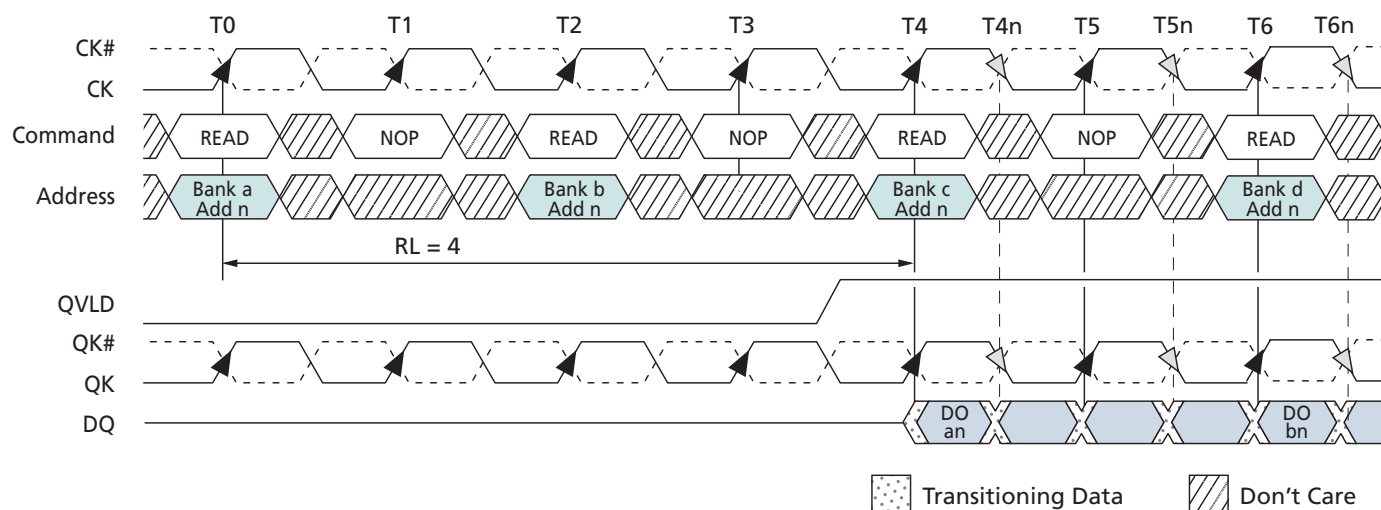 T0 T1 T2 T3 T4 T4n T5 T5n T6 T6n
CK#
CK
Command READ NOP READ NOP READ NOP READ
Address Bank a Add n Bank b Add n Bank c Add n Bank d Add n
RL = 4
QVLD
QK#
QK
DQ DO an DO bn
Transitioning Data Don't Care